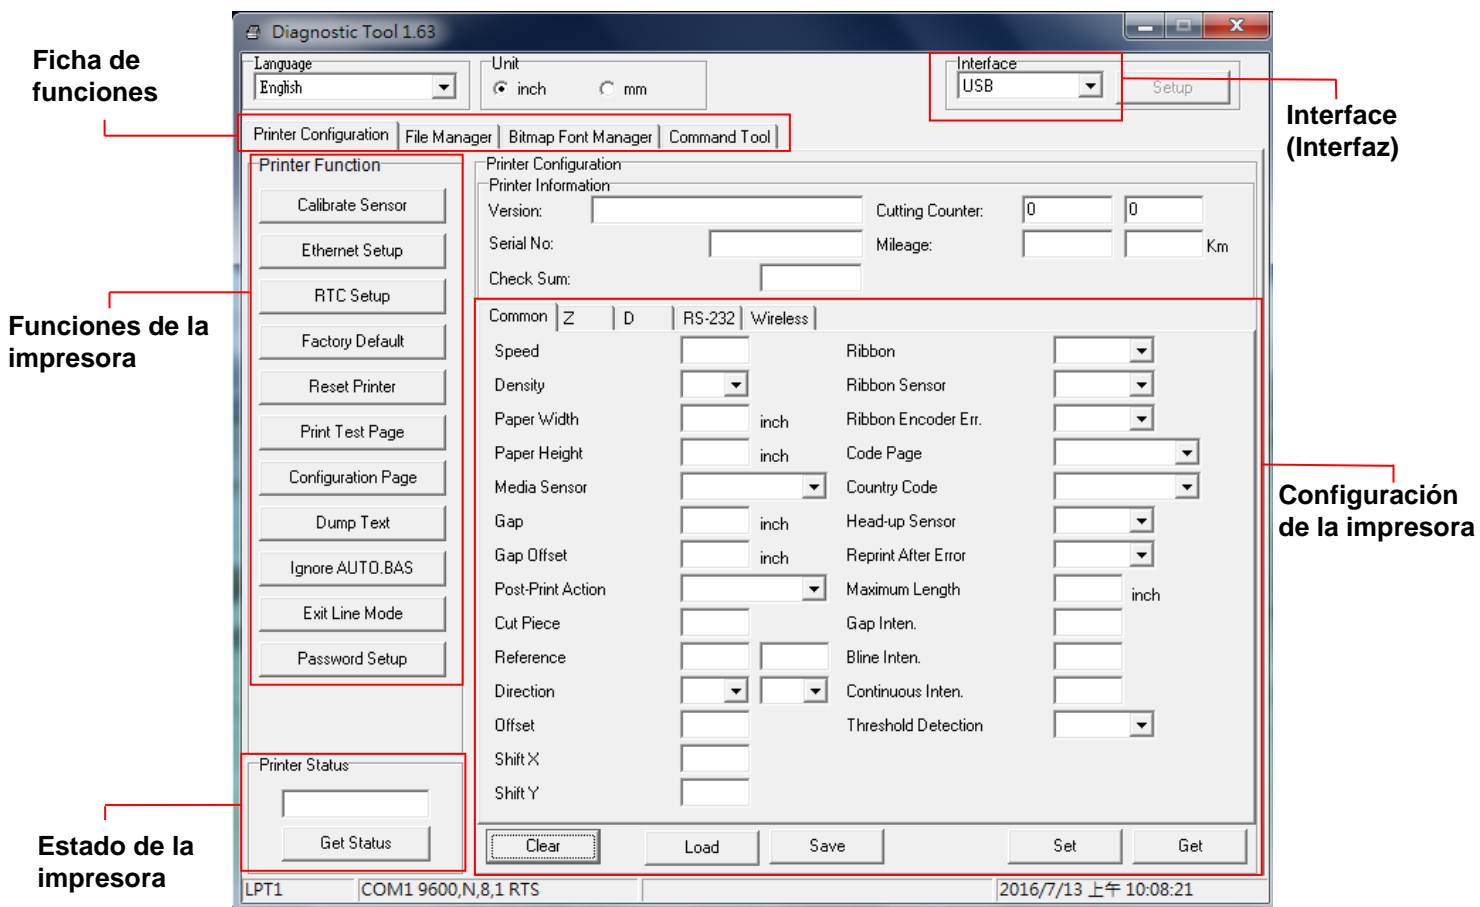 Diagnostic Tool 1.63
Ficha de
funciones
Language
English
Unit
inch
mm
Interface
USB
Setup
Interface
(Interfaz)
Printer Configuration
File Manager
Bitmap Font Manager
Command Tool
Printer Function
Calibrate Sensor
Ethernet Setup
RTC Setup
Factory Default
Reset Printer
Print Test Page
Configuration Page
Dump Text
Ignore AUTO.BAS
Exit Line Mode
Password Setup
Funciones de la
impresora
Printer Configuration
Printer Information
Version:
Cutting Counter:
0
0
Serial No:
Mileage:
Km
Check Sum:
Common
Z
D
RS-232
Wireless
Speed
Ribbon
Density
Ribbon Sensor
Paper Width
inch
Ribbon Encoder Err.
Paper Height
inch
Code Page
Media Sensor
Country Code
Gap
inch
Head-up Sensor
Gap Offset
inch
Reprint After Error
Post-Print Action
Maximum Length
inch
Cut Piece
Gap Inten.
Reference
Bline Inten.
Direction
Continuous Inten.
Offset
Threshold Detection
Shift X
Shift Y
Configuración
de la impresora
Printer Status
Get Status
Estado de la
impresora
Clear
Load
Save
Set
Get
LPT1
COM1 9600,N,8,1 RTS
2016/7/13 上午 10:08:21